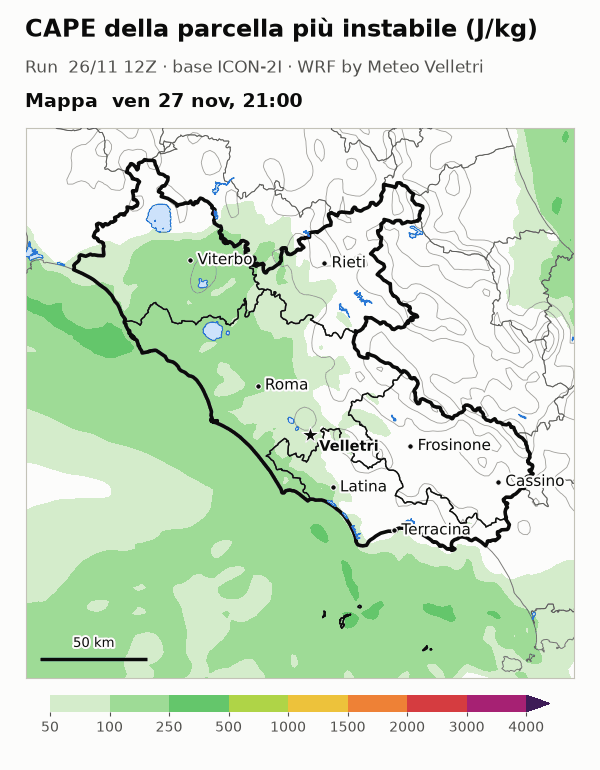 CAPE della parcella più instabile (J/kg)
Run 26/11 12Z · base ICON-2I · WRF by Meteo Velletri
Mappa ven 27 nov, 21:00
Viterbo
Rieti
Roma
Velletri
Frosinone
Cassino
Latina
Terracina
50 km
50 100 250 500 1000 1500 2000 3000 4000